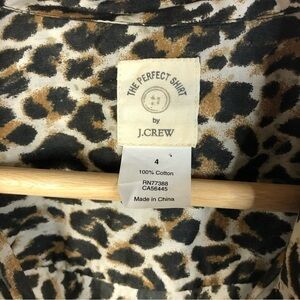 THE PERFECT SHIRT
by
J.CREW
4
100% Cotton
RN77388
CA56445
Made in China